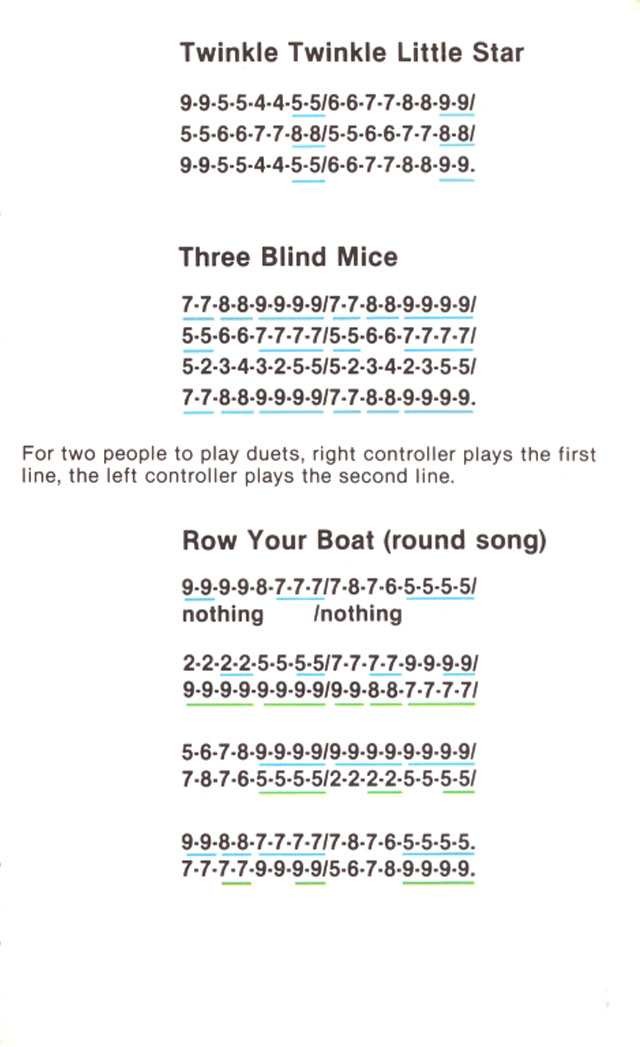 Twinkle Twinkle Little Star
9-9-5-5-4-4-5-5/6-6-7-7-8-8-9-9/
5-5-6-6-7-7-8-8/5-5-6-6-7-7-8-8/
9-9-5-5-4-4-5-5/6-6-7-7-8-8-9-9.
Three Blind Mice
7-7-8-8-9-9-9-9/7-7-8-8-9-9-9-9/
5-5-6-6-7-7-7-7/5-5-6-6-7-7-7-7/
5-2-3-4-3-2-5-5/5-2-3-4-2-3-5-5/
7-7-8-8-9-9-9-9/7-7-8-8-9-9-9-9.
For two people to play duets, right controller plays the first
line, the left controller plays the second line.
Row Your Boat (round song)
9-9-9-9-8-7-7-7/7-8-7-6-5-5-5-5/
nothing /nothing
2-2-2-2-5-5-5-5/7-7-7-7-9-9-9-9/
9-9-9-9-9-9-9-9/9-9-8-8-7-7-7-7/
5-6-7-8-9-9-9-9/9-9-9-9-9-9-9-9/
7-8-7-6-5-5-5-5/2-2-2-2-5-5-5-5/
9-9-8-8-7-7-7-7/7-8-7-6-5-5-5-5.
7-7-7-7-9-9-9-9/5-6-7-8-9-9-9-9.